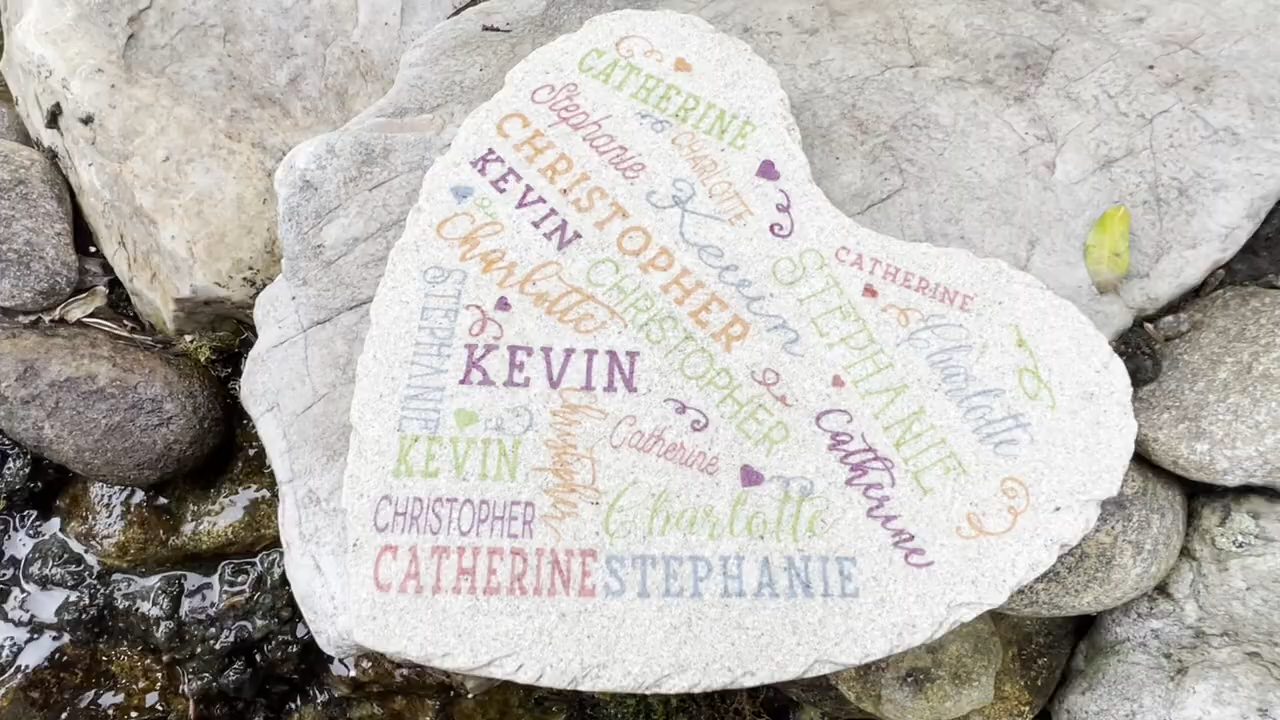 CATHERINE
Stephanie
CHARLOTTE
CHRISTOPHER
KEVIN
Kevin
CATHERINE
Charlotte
CHRISTOPHER
STEPHANIE
Charlotte
STEPHANIE
KEVIN
Christopher
Catherine
Catherine
KEVIN
CHRISTOPHER
Charlotte
CATHERINE STEPHANIE